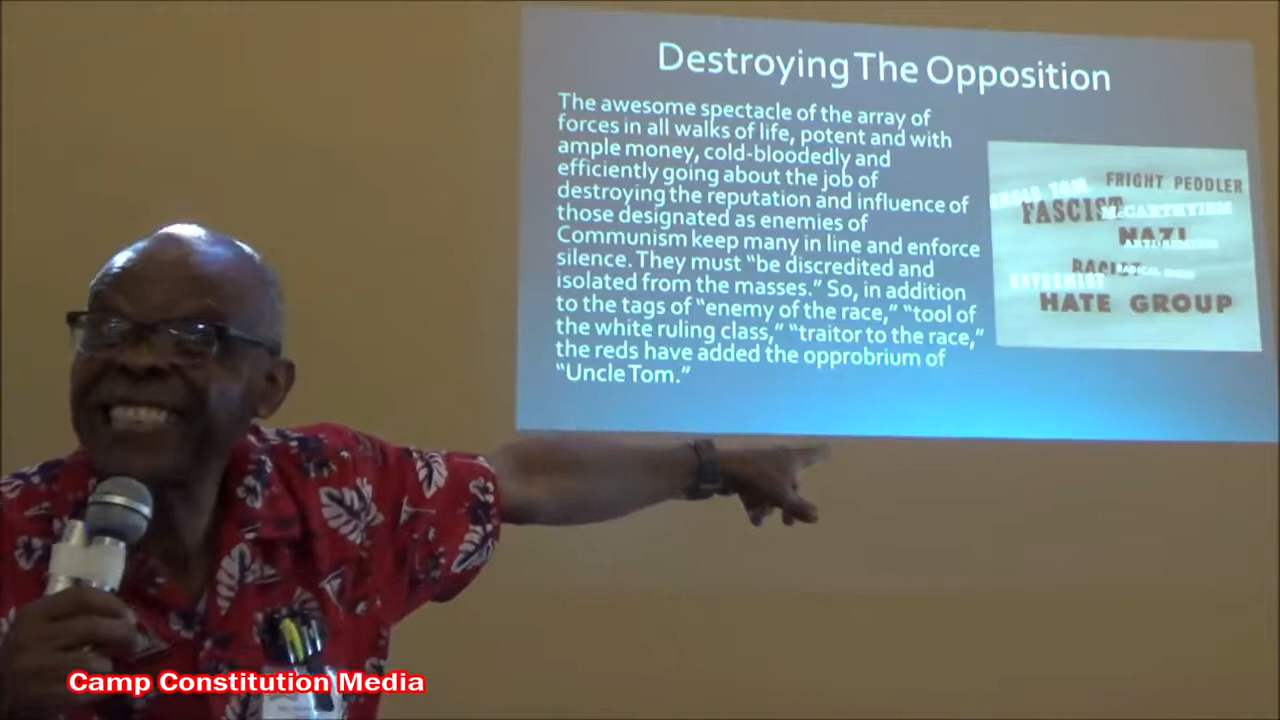 Destroying The Opposition
The awesome spectacle of the array of
forces in all walks of life, potent and with
ample money, cold-bloodedly and
efficiently going about the job of
destroying the reputation and influence of
those designated as enemies of
Communism keep many in line and enforce
silence. They must “be discredited and
isolated from the masses.” So, in addition
to the tags of “enemy of the race,” “tool of
the white ruling class,” “traitor to the race,”
the reds have added the opprobrium of
“Uncle Tom.”
FRIGHT PEDDLER
TOM
FASCIST
McCARTHYISM
NAZI
RACIST
EXTREMIST
HATE GROUP
Camp Constitution Media